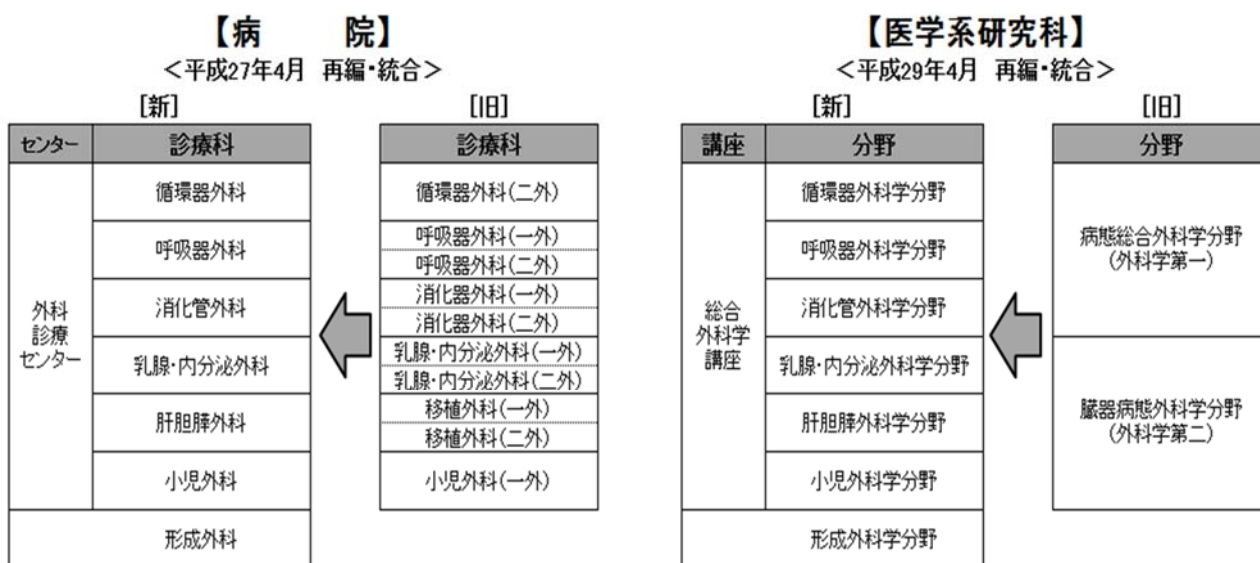 【病 院】
<平成27年4月 再編・統合>
[新]
[旧]
センター
診療科
診療科
外科
診療
センター
循環器外科
呼吸器外科
消化管外科
乳腺・内分泌外科
肝胆膵外科
小児外科
形成外科
循環器外科(二外)
呼吸器外科(一外)
呼吸器外科(二外)
消化器外科(一外)
消化器外科(二外)
乳腺・内分泌外科(一外)
乳腺・内分泌外科(二外)
移植外科(一外)
移植外科(二外)
小児外科(一外)
【医学系研究科】
<平成29年4月 再編・統合>
[新]
[旧]
講座
分野
分野
総合
外科学
講座
循環器外科学分野
呼吸器外科学分野
消化管外科学分野
乳腺・内分泌外科学分野
肝胆膵外科学分野
小児外科学分野
形成外科学分野
病態総合外科学分野
(外科学第一)
臓器病態外科学分野
(外科学第二)